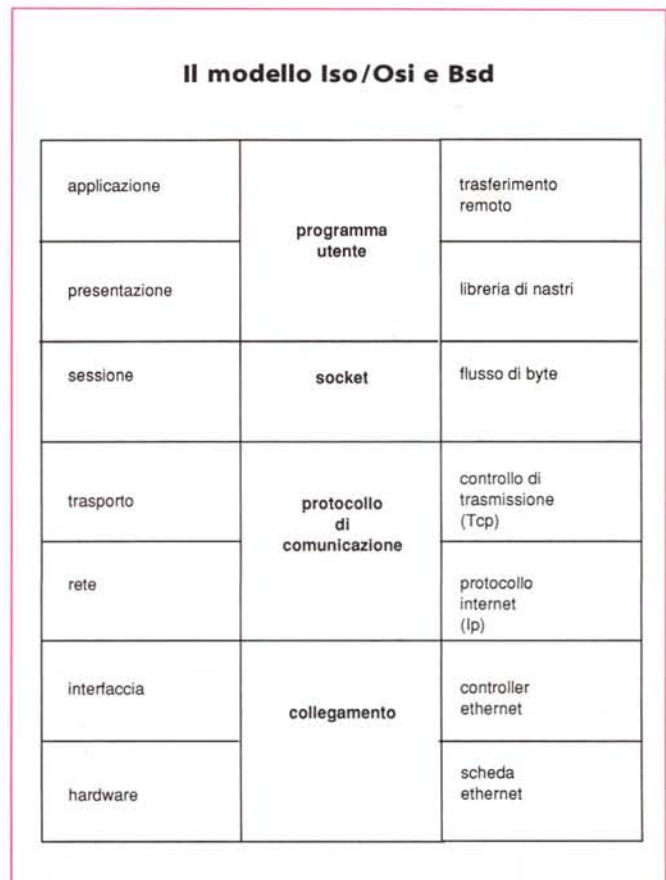 Il modello Iso/Osi e Bsd
applicazione
programma
utente
trasferimento
remoto
presentazione
libreria di nastri
sessione
socket
flusso di byte
trasporto
protocollo
di
comunicazione
controllo di
trasmissione
(Tcp)
rete
protocollo
internet
(Ip)
interfaccia
collegamento
controller
ethernet
hardware
scheda
ethernet